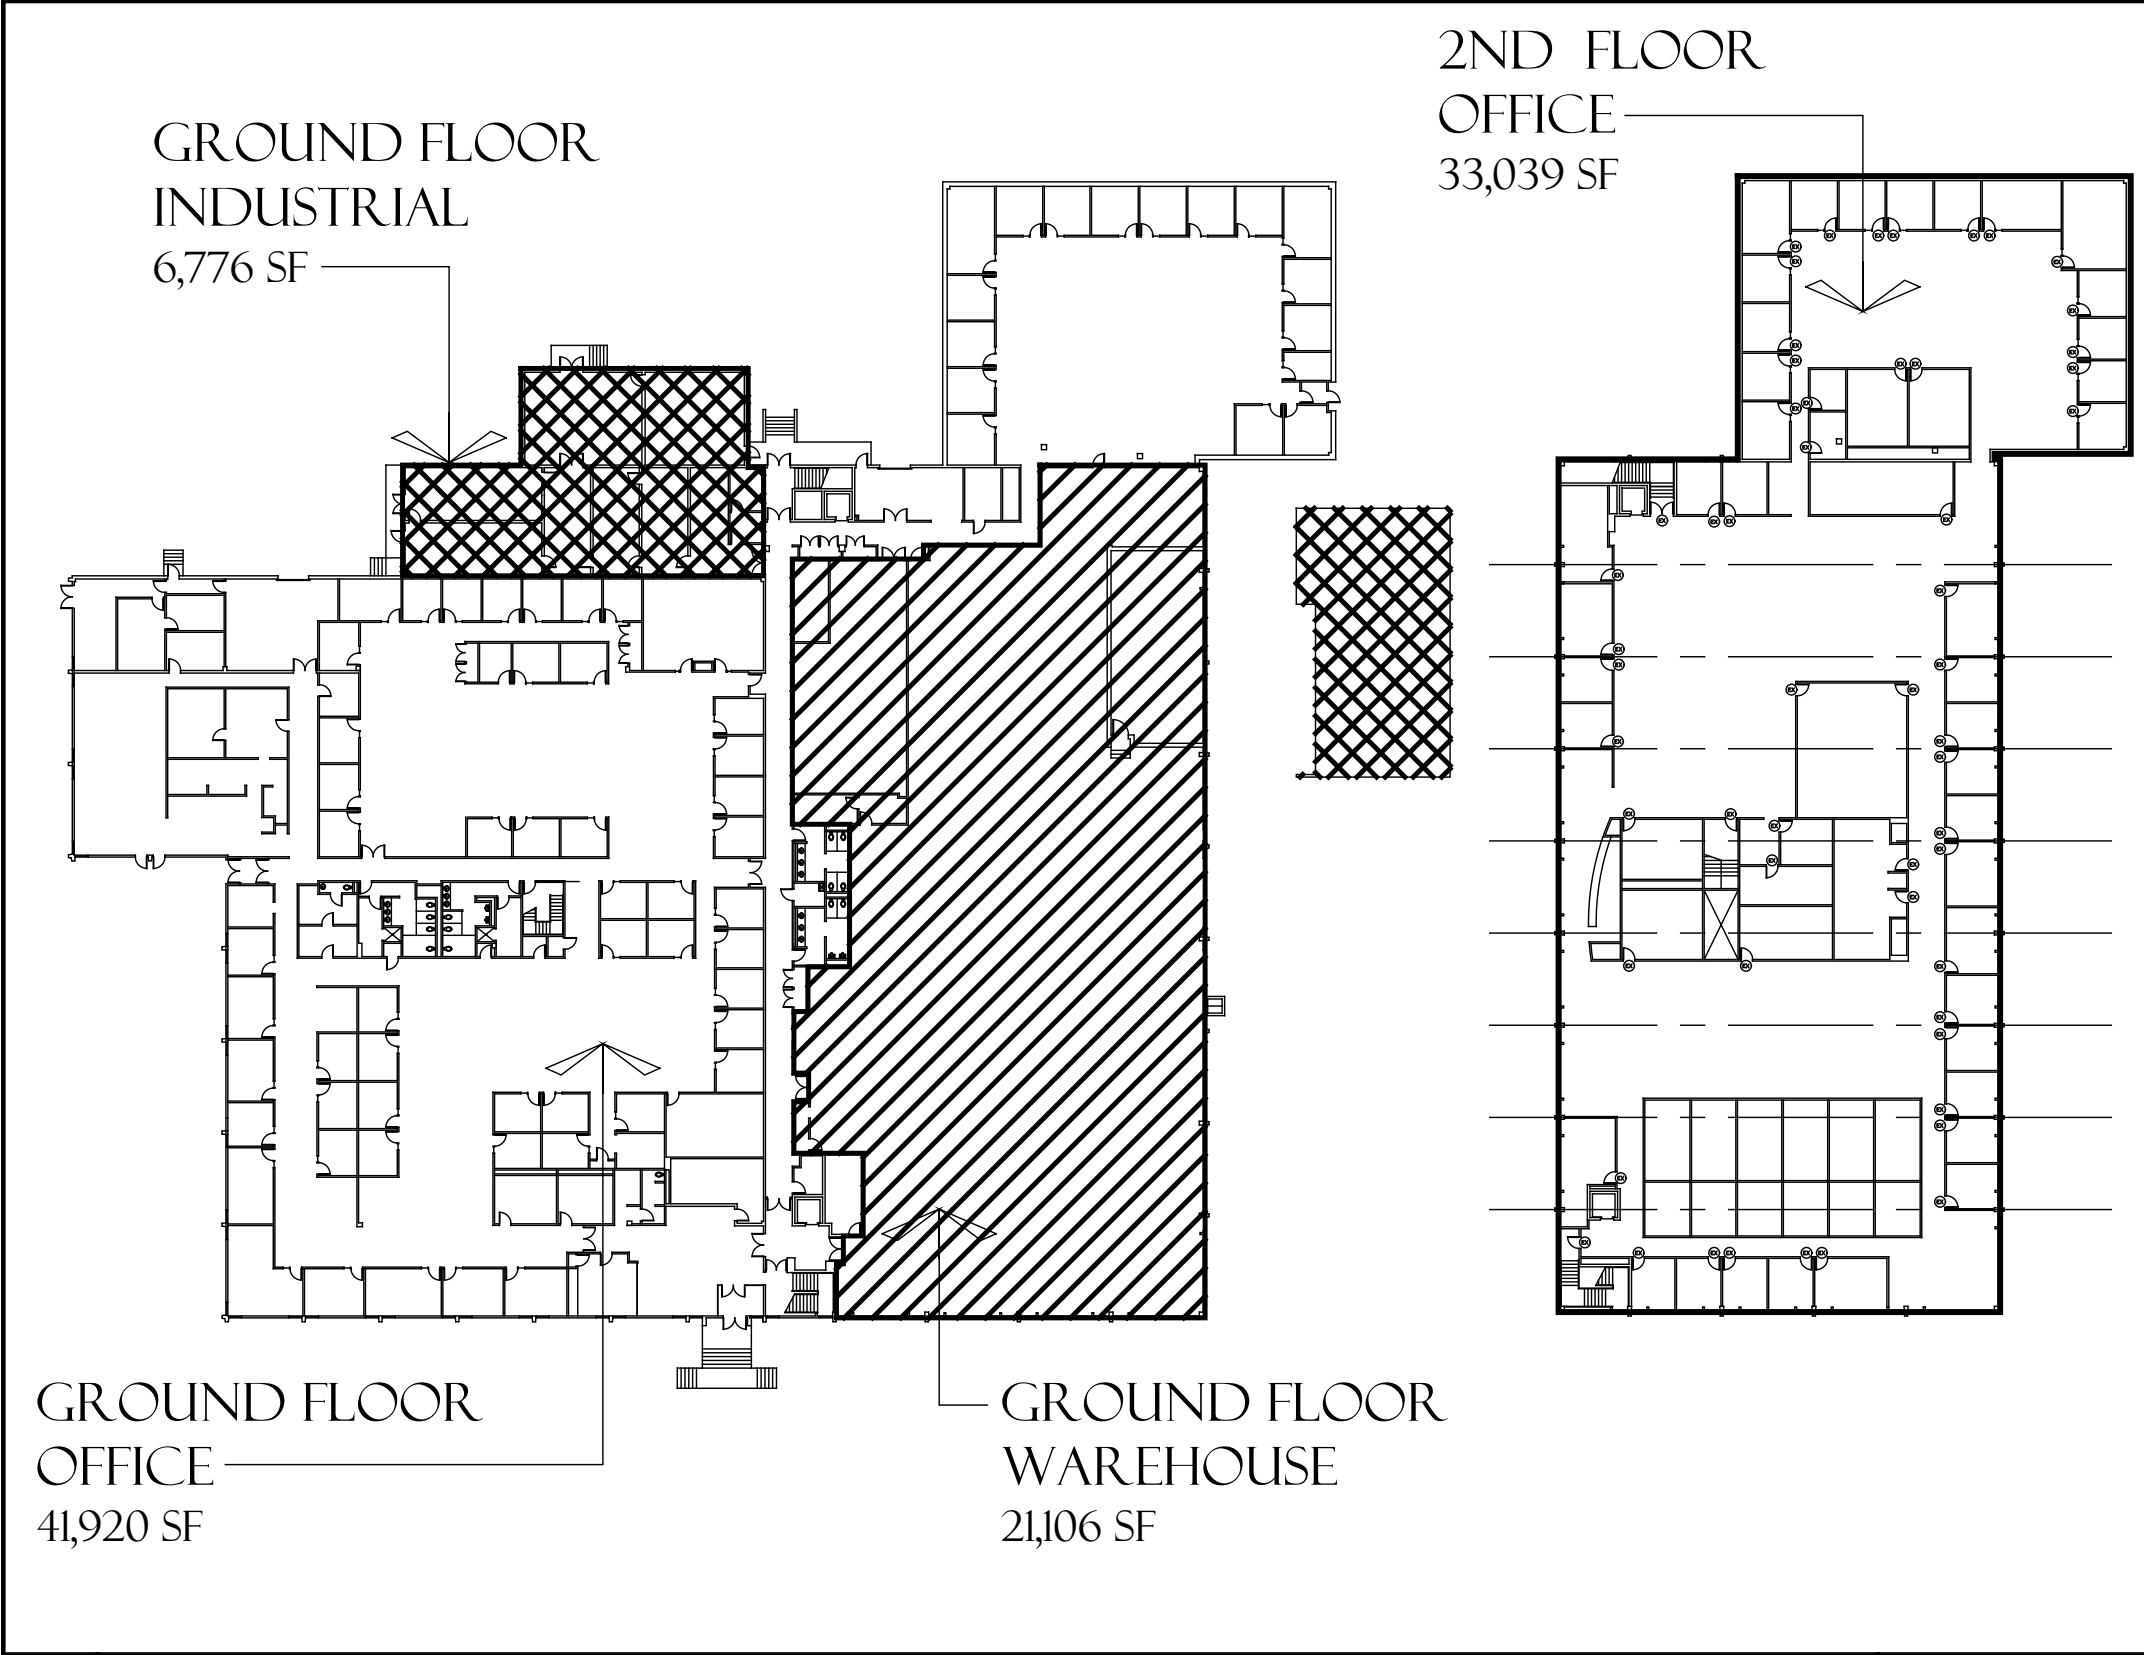 2ND FLOOR
OFFICE
33,039 SF
GROUND FLOOR
INDUSTRIAL
6,776 SF
GROUND FLOOR
OFFICE
41,920 SF
GROUND FLOOR
WAREHOUSE
21,106 SF